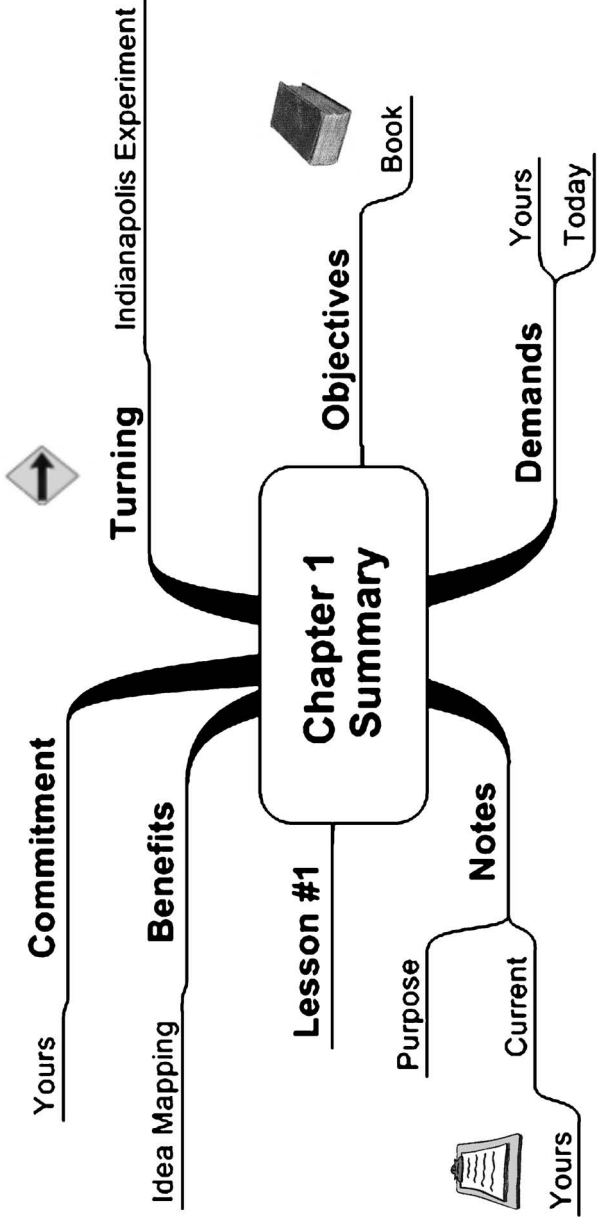 Turning
Indianapolis Experiment
Objectives
Book
Demands
Yours
Today
Chapter 1
Summary
Commitment
Yours
Benefits
Idea Mapping
Lesson #1
Notes
Purpose
Current
Yours